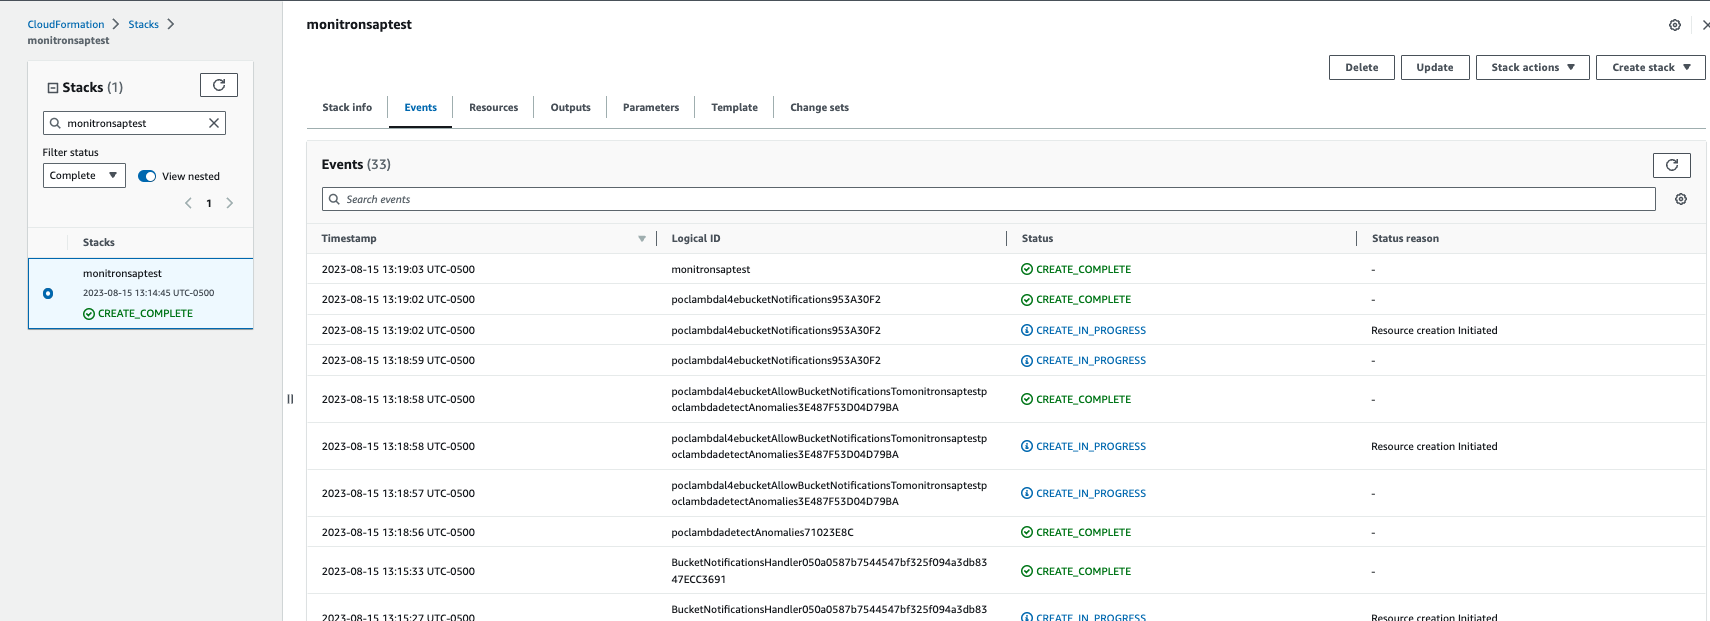 CloudFormation > Stacks >
monitronsaptest
Stacks (1)
monitronsaptest
Filter status
Complete
View nested
1
Stacks
monitronsaptest
2023-08-15 13:14:45 UTC-0500
CREATE_COMPLETE
monitronsaptest
Delete Update Stack actions Create stack
Stack info Events Resources Outputs Parameters Template Change sets
Events (33)
Search events
Timestamp Logical ID Status Status reason
2023-08-15 13:19:03 UTC-0500 monitronsaptest CREATE_COMPLETE -
2023-08-15 13:19:02 UTC-0500 poclambdal4ebucketNotifications953A30F2 CREATE_COMPLETE -
2023-08-15 13:19:02 UTC-0500 poclambdal4ebucketNotifications953A30F2 CREATE_IN_PROGRESS Resource creation Initiated
2023-08-15 13:18:59 UTC-0500 poclambdal4ebucketNotifications953A30F2 CREATE_IN_PROGRESS -
poclambdal4ebucketAllowBucketNotificationsTomonitronsaptestp
2023-08-15 13:18:58 UTC-0500 CREATE_COMPLETE -
oclambdadetectAnomalies3E487F53D04D79BA
poclambdal4ebucketAllowBucketNotificationsTomonitronsaptestp
2023-08-15 13:18:58 UTC-0500 CREATE_IN_PROGRESS Resource creation Initiated
oclambdadetectAnomalies3E487F53D04D79BA
poclambdal4ebucketAllowBucketNotificationsTomonitronsaptestp
2023-08-15 13:18:57 UTC-0500 CREATE_IN_PROGRESS -
oclambdadetectAnomalies3E487F53D04D79BA
2023-08-15 13:18:56 UTC-0500 poclambdadetectAnomalies71023E8C CREATE_COMPLETE -
BucketNotificationsHandler050a0587b7544547bf325f094a3db83
2023-08-15 13:15:33 UTC-0500 CREATE_COMPLETE -
47ECC3691
BucketNotificationsHandler050a0587b7544547bf325f094a3db83
2023-08-15 13:15:27 UTC-0500 CREATE_IN_PROGRESS Resource creation Initiated